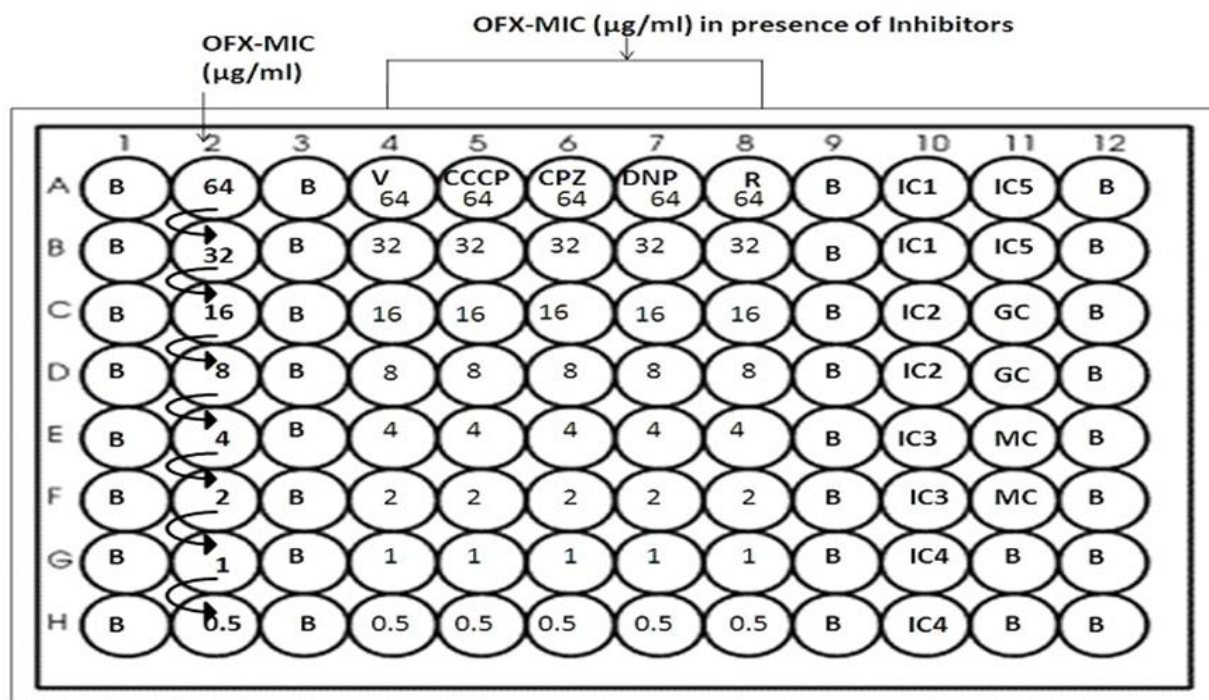 OFX-MIC (µg/ml) in presence of Inhibitors
OFX-MIC
(µg/ml)
1 2 3 4 5 6 7 8 9 10 11 12
A B 64 B V 64 CCCP 64 CPZ 64 DNP 64 R 64 B IC1 IC5 B
B B 32 B 32 32 32 32 32 B IC1 IC5 B
C B 16 B 16 16 16 16 16 B IC2 GC B
D B 8 B 8 8 8 8 8 B IC2 GC B
E B 4 B 4 4 4 4 4 B IC3 MC B
F B 2 B 2 2 2 2 2 B IC3 MC B
G B 1 B 1 1 1 1 1 B IC4 B B
H B 0.5 B 0.5 0.5 0.5 0.5 0.5 B IC4 B B